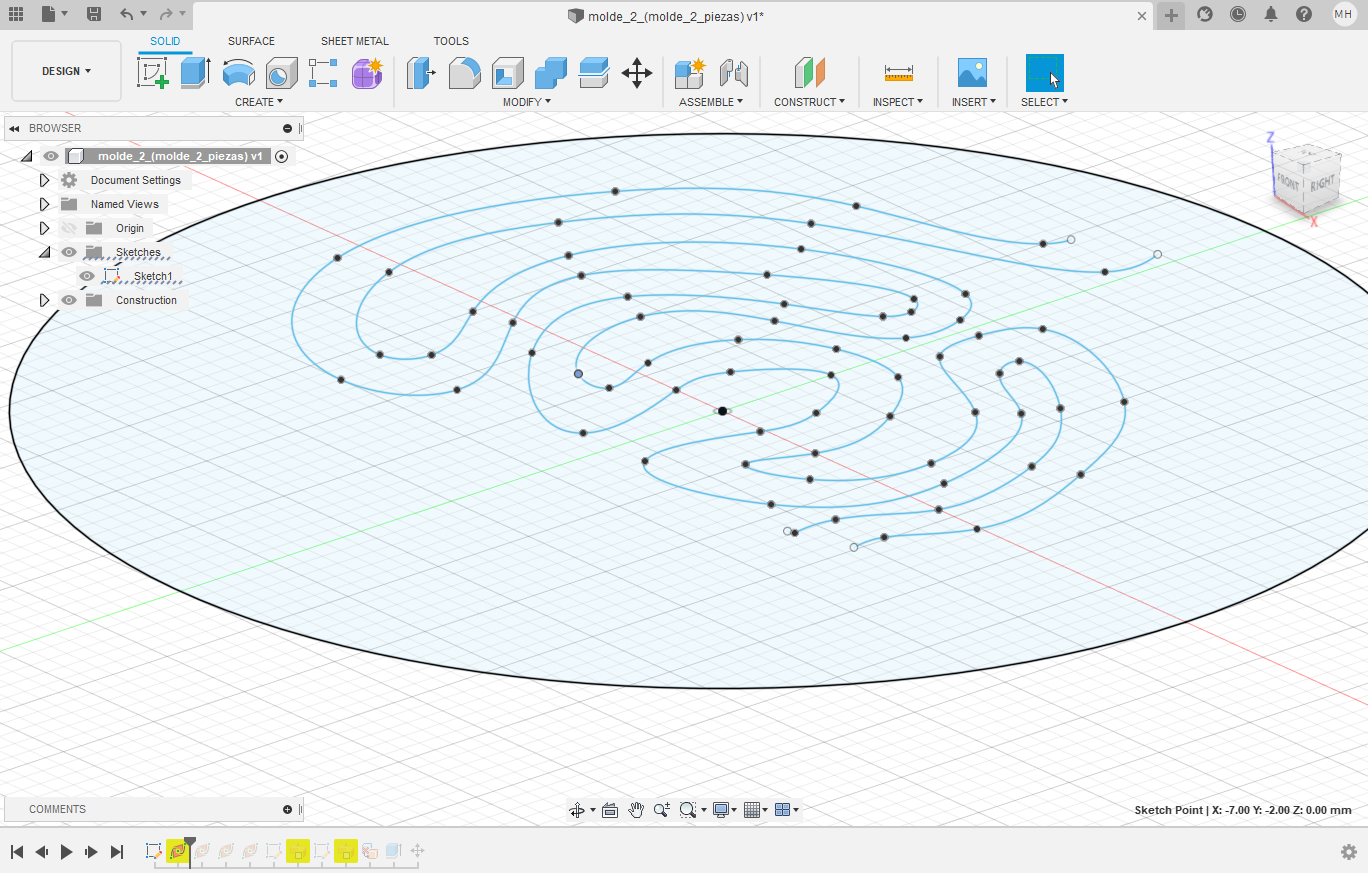 molde_2_(molde_2_piezas) v1*
MH
SOLID SURFACE SHEET METAL TOOLS
DESIGN
CREATE MODIFY ASSEMBLE CONSTRUCT INSPECT INSERT SELECT
BROWSER
molde_2_(molde_2_piezas) v1
Document Settings
Named Views
Origin
Sketches
Sketch1
Construction
Z
FRONT RIGHT
X
COMMENTS
Sketch Point | X: -7.00 Y: -2.00 Z: 0.00 mm